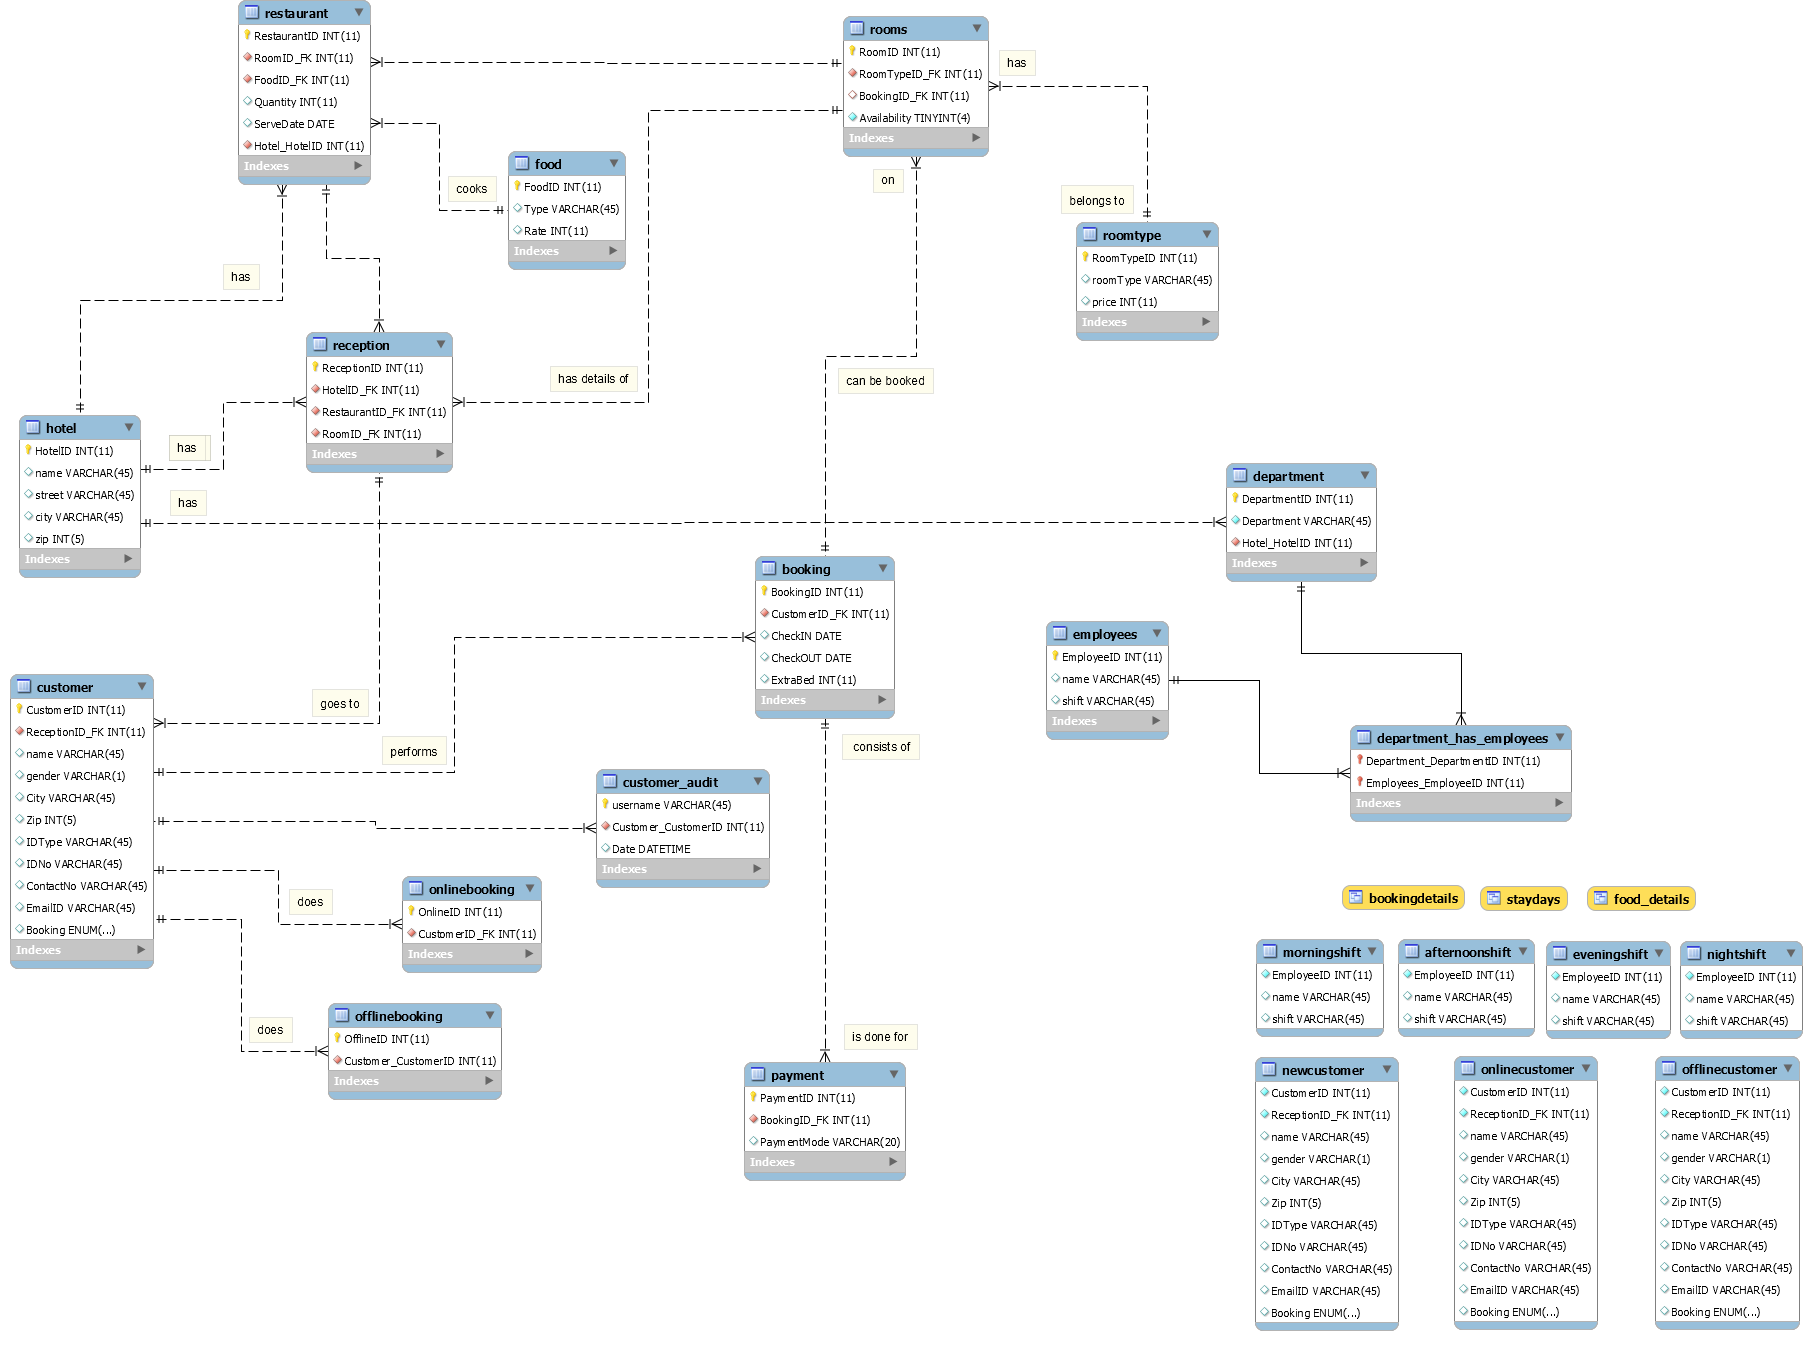 restaurant
RestaurantID INT(11)
RoomID_FK INT(11)
FoodID_FK INT(11)
Quantity INT(11)
ServeDate DATE
Hotel_HotelID INT(11)
Indexes
rooms
RoomID INT(11)
RoomTypeID_FK INT(11)
BookingID_FK INT(11)
Availability TINYINT(4)
Indexes
has
food
FoodID INT(11)
Type VARCHAR(45)
Rate INT(11)
Indexes
cooks
on
belongs to
roomtype
RoomTypeID INT(11)
roomType VARCHAR(45)
price INT(11)
Indexes
has
reception
ReceptionID INT(11)
HotelID_FK INT(11)
RestaurantID_FK INT(11)
RoomID_FK INT(11)
Indexes
has details of
can be booked
hotel
HotelID INT(11)
name VARCHAR(45)
street VARCHAR(45)
city VARCHAR(45)
zip INT(5)
Indexes
has
has
department
DepartmentID INT(11)
Department VARCHAR(45)
Hotel_HotelID INT(11)
Indexes
booking
BookingID INT(11)
CustomerID_FK INT(11)
CheckIN DATE
CheckOUT DATE
ExtraBed INT(11)
Indexes
employees
EmployeeID INT(11)
name VARCHAR(45)
shift VARCHAR(45)
Indexes
department_has_employees
Department_DepartmentID INT(11)
Employees_EmployeeID INT(11)
Indexes
customer
CustomerID INT(11)
ReceptionID_FK INT(11)
name VARCHAR(45)
gender VARCHAR(1)
City VARCHAR(45)
Zip INT(5)
IDType VARCHAR(45)
IDNo VARCHAR(45)
ContactNo VARCHAR(45)
EmailID VARCHAR(45)
Booking ENUM(...)
Indexes
goes to
performs
consists of
customer_audit
username VARCHAR(45)
Customer_CustomerID INT(11)
Date DATETIME
Indexes
does
onlinebooking
OnlineID INT(11)
CustomerID_FK INT(11)
Indexes
does
offlinebooking
OfflineID INT(11)
Customer_CustomerID INT(11)
Indexes
is done for
payment
PaymentID INT(11)
BookingID_FK INT(11)
PaymentMode VARCHAR(20)
Indexes
bookingdetails
staydays
food_details
morningshift
EmployeeID INT(11)
name VARCHAR(45)
shift VARCHAR(45)
afternoonshift
EmployeeID INT(11)
name VARCHAR(45)
shift VARCHAR(45)
eveningshift
EmployeeID INT(11)
name VARCHAR(45)
shift VARCHAR(45)
nightshift
EmployeeID INT(11)
name VARCHAR(45)
shift VARCHAR(45)
newcustomer
CustomerID INT(11)
ReceptionID_FK INT(11)
name VARCHAR(45)
gender VARCHAR(1)
City VARCHAR(45)
Zip INT(5)
IDType VARCHAR(45)
IDNo VARCHAR(45)
ContactNo VARCHAR(45)
EmailID VARCHAR(45)
Booking ENUM(...)
onlinecustomer
CustomerID INT(11)
ReceptionID_FK INT(11)
name VARCHAR(45)
gender VARCHAR(1)
City VARCHAR(45)
Zip INT(5)
IDType VARCHAR(45)
IDNo VARCHAR(45)
ContactNo VARCHAR(45)
EmailID VARCHAR(45)
Booking ENUM(...)
offlinecustomer
CustomerID INT(11)
ReceptionID_FK INT(11)
name VARCHAR(45)
gender VARCHAR(1)
City VARCHAR(45)
Zip INT(5)
IDType VARCHAR(45)
IDNo VARCHAR(45)
ContactNo VARCHAR(45)
EmailID VARCHAR(45)
Booking ENUM(...)